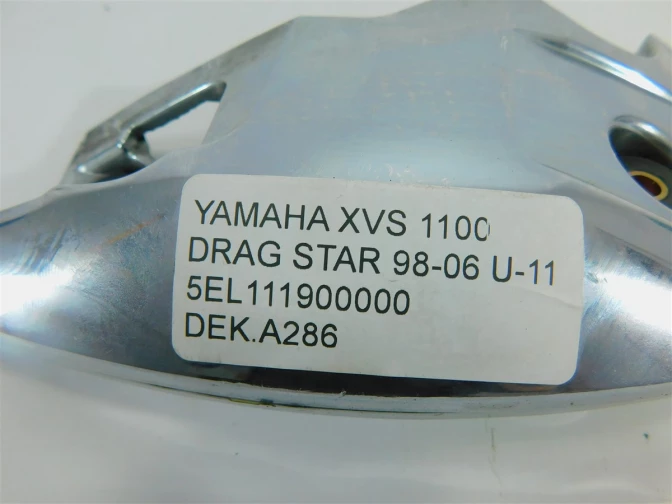 YAMAHA XVS 1100
DRAG STAR 98-06 U-11
5EL111900000
DEK.A286